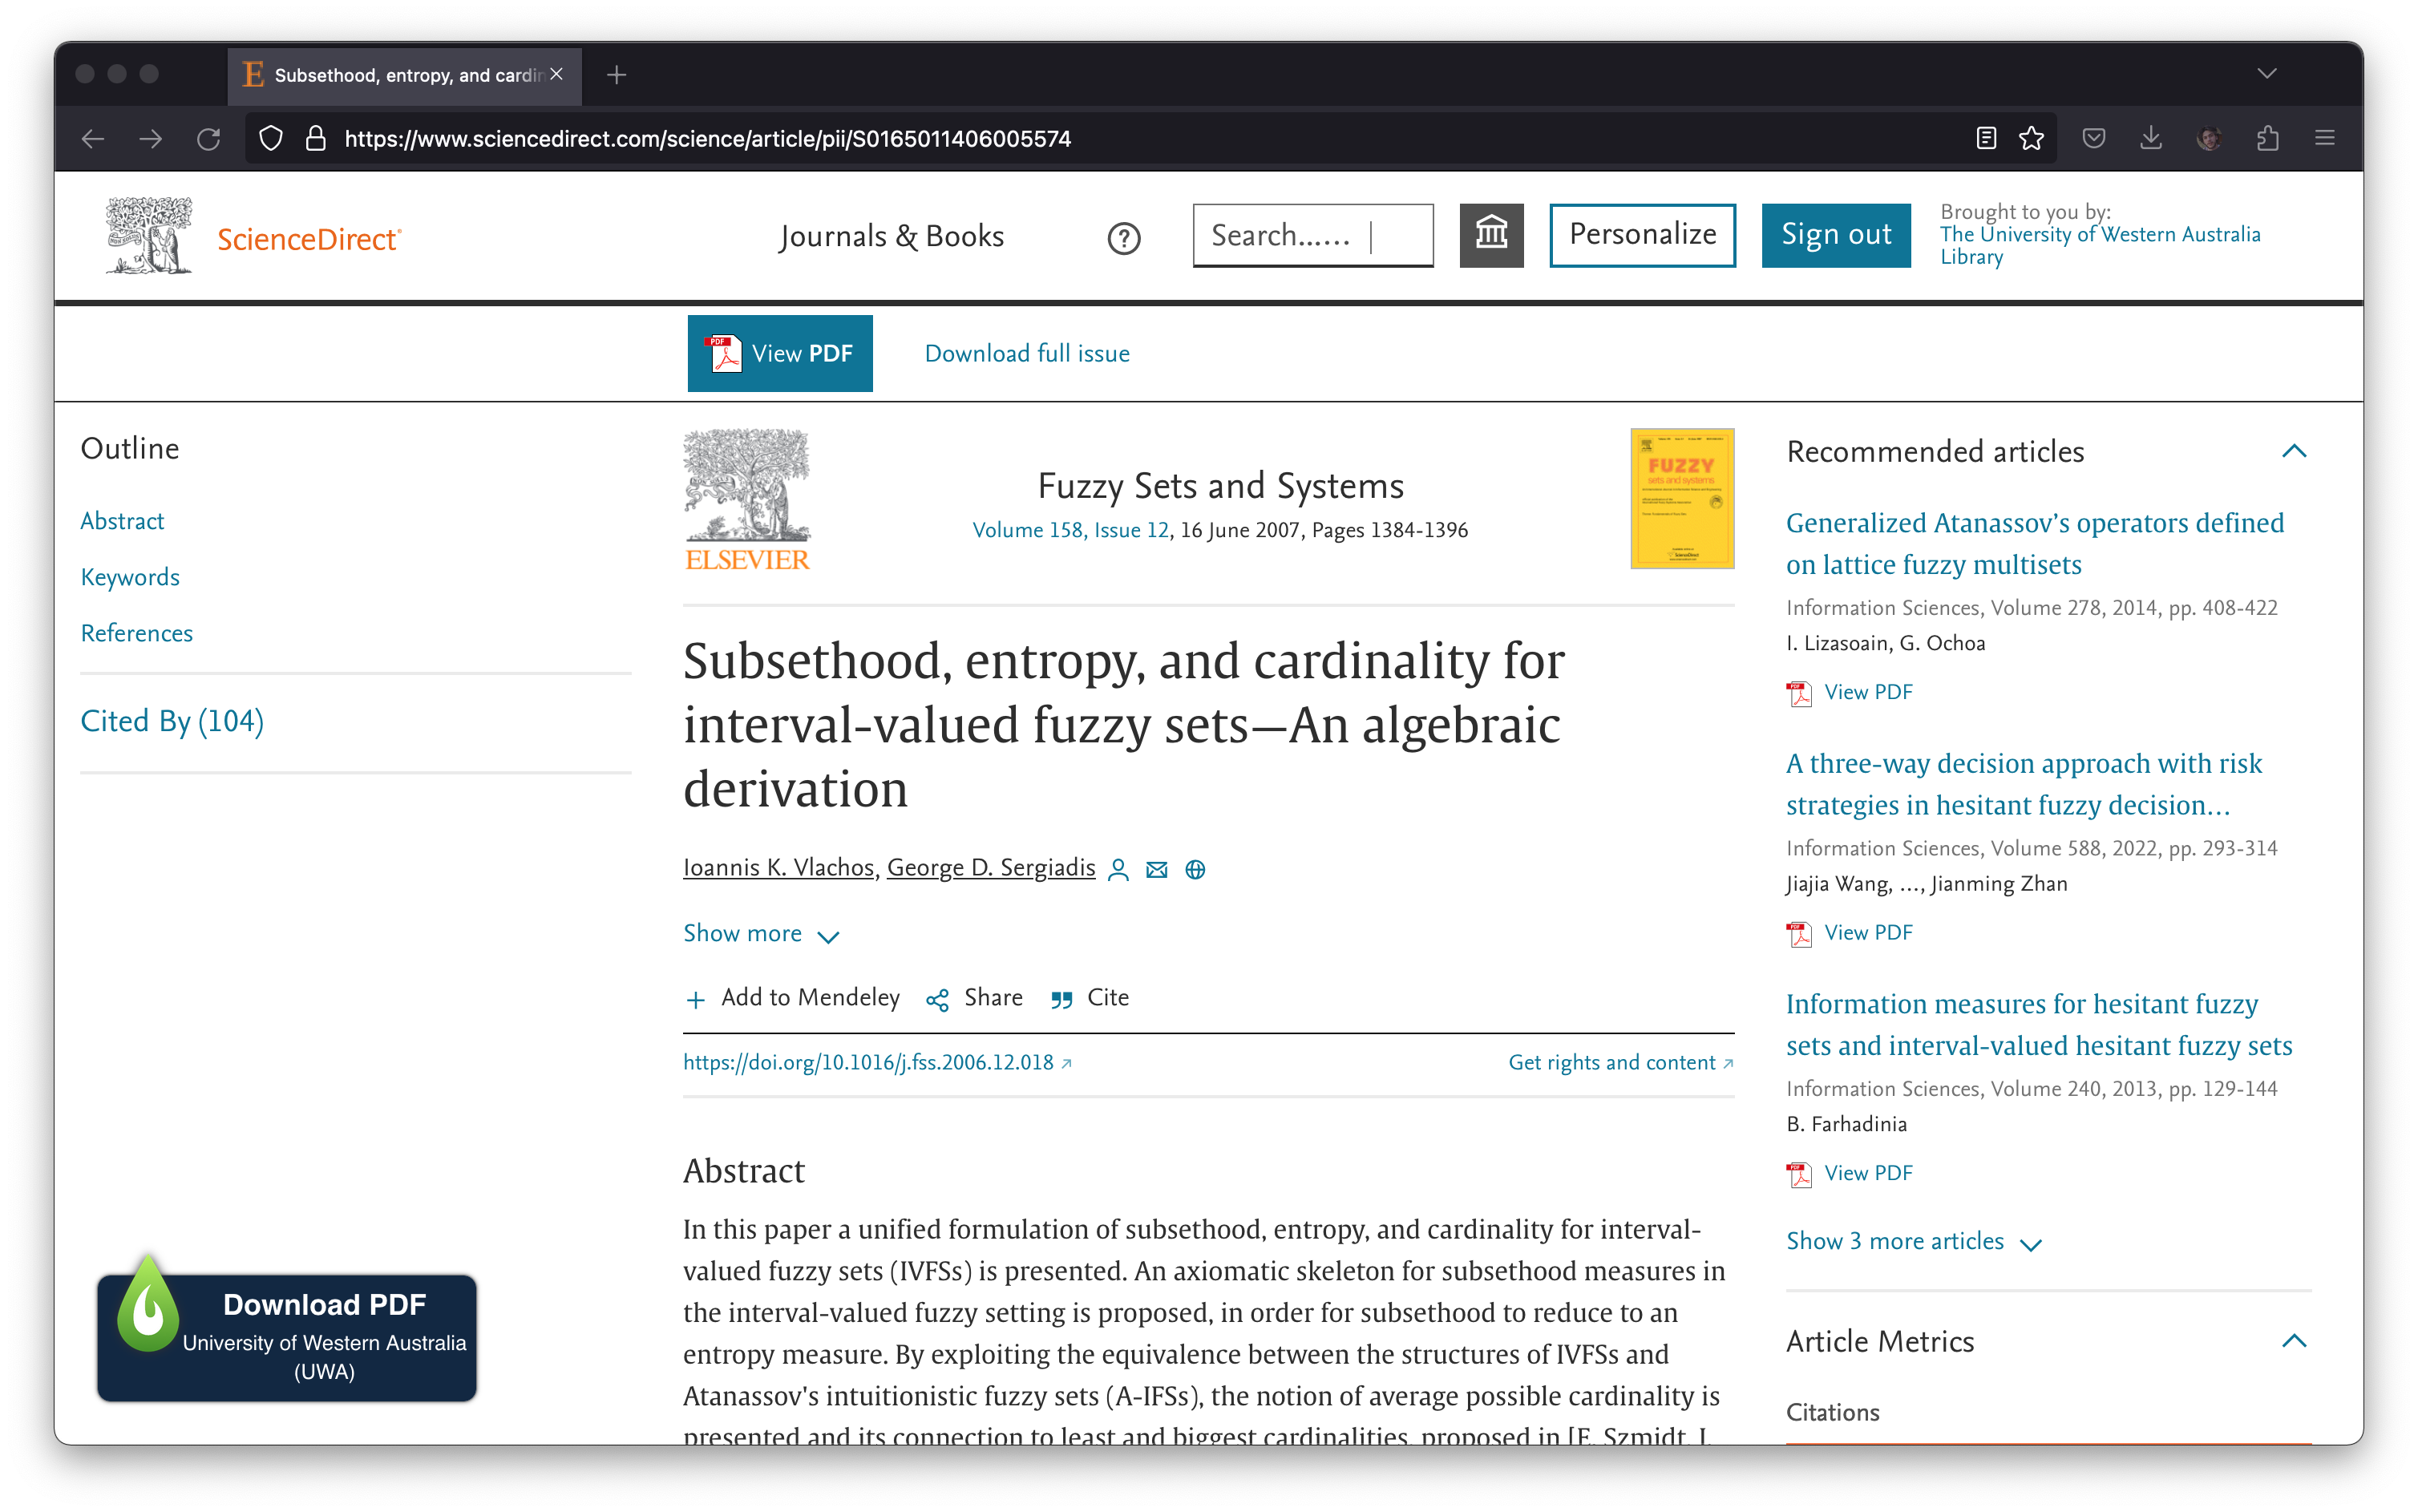 Subsethood, entropy, and cardin
https://www.sciencedirect.com/science/article/pii/S0165011406005574
ScienceDirect
Journals & Books
Search......
Personalize
Sign out
Brought to you by:
The University of Western Australia
Library
View PDF
Download full issue
Outline
Abstract
Keywords
References
Cited By (104)
ELSEVIER
Fuzzy Sets and Systems
Volume 158, Issue 12, 16 June 2007, Pages 1384-1396
FUZZY
sets and systems
Subsethood, entropy, and cardinality for
interval-valued fuzzy sets—An algebraic
derivation
Ioannis K. Vlachos, George D. Sergiadis
Show more
Add to Mendeley
Share
Cite
https://doi.org/10.1016/j.fss.2006.12.018
Get rights and content
Abstract
In this paper a unified formulation of subsethood, entropy, and cardinality for interval-
valued fuzzy sets (IVFSs) is presented. An axiomatic skeleton for subsethood measures in
the interval-valued fuzzy setting is proposed, in order for subsethood to reduce to an
entropy measure. By exploiting the equivalence between the structures of IVFSs and
Atanassov's intuitionistic fuzzy sets (A-IFSs), the notion of average possible cardinality is
presented and its connection to least and biggest cardinalities, proposed in [E. Szmidt, J.
Recommended articles
Generalized Atanassov’s operators defined
on lattice fuzzy multisets
Information Sciences, Volume 278, 2014, pp. 408-422
I. Lizasoain, G. Ochoa
View PDF
A three-way decision approach with risk
strategies in hesitant fuzzy decision…
Information Sciences, Volume 588, 2022, pp. 293-314
Jiajia Wang, …, Jianming Zhan
View PDF
Information measures for hesitant fuzzy
sets and interval-valued hesitant fuzzy sets
Information Sciences, Volume 240, 2013, pp. 129-144
B. Farhadinia
View PDF
Show 3 more articles
Article Metrics
Citations
Download PDF
University of Western Australia
(UWA)